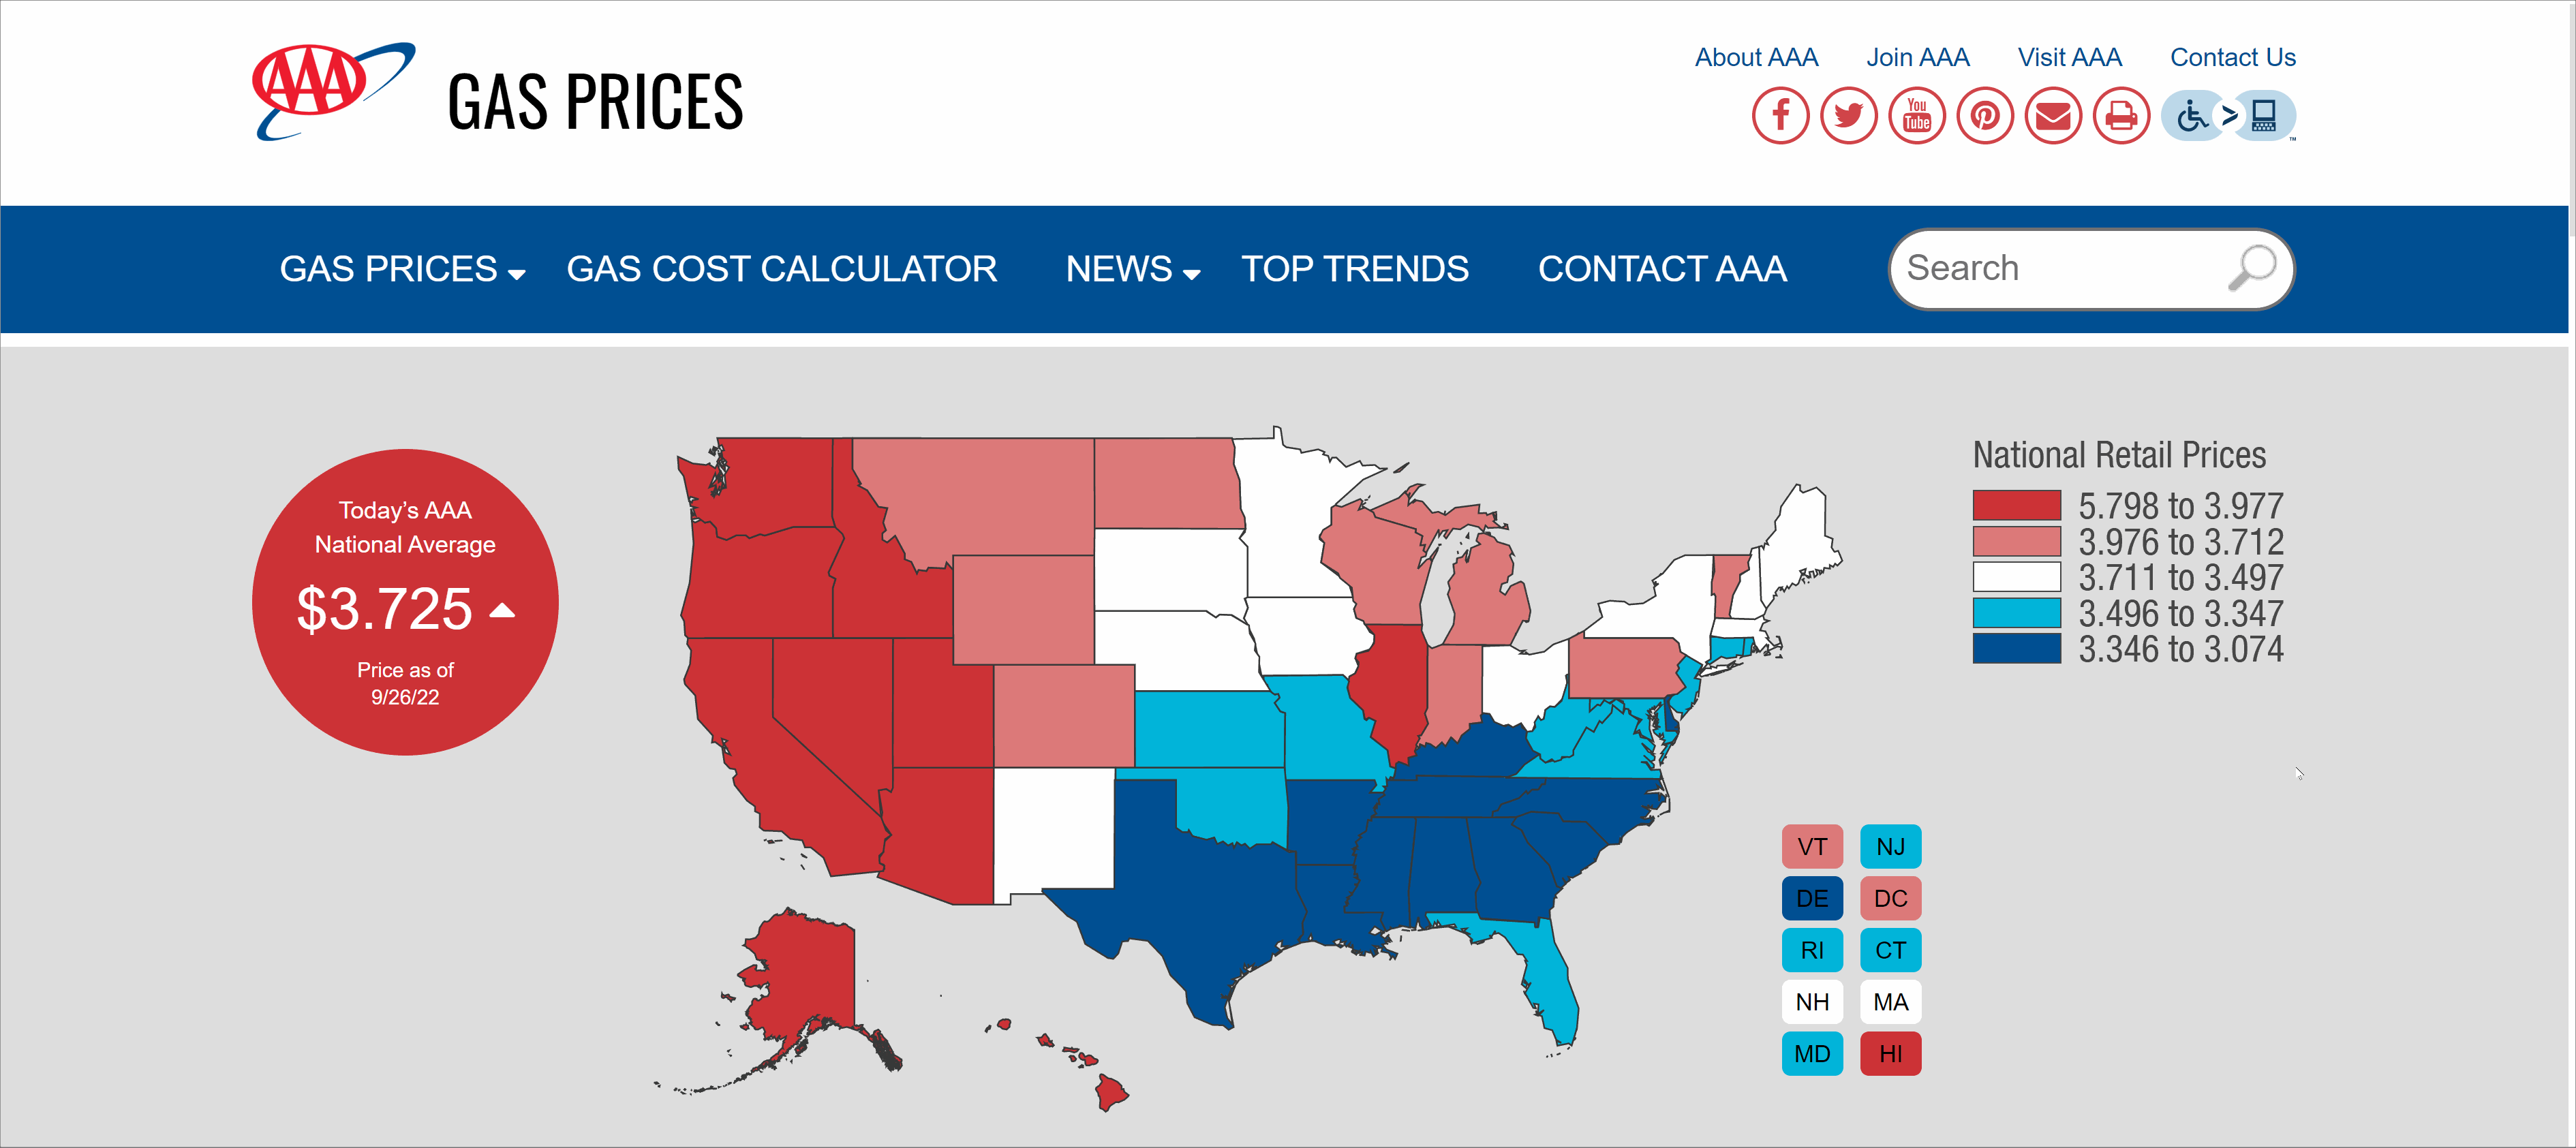 AAA
GAS PRICES
About AAA Join AAA Visit AAA Contact Us
You
Tube
™
GAS PRICES GAS COST CALCULATOR NEWS TOP TRENDS CONTACT AAA Search
Today’s AAA
National Average
$3.725
Price as of
9/26/22
National Retail Prices
5.798 to 3.977
3.976 to 3.712
3.711 to 3.497
3.496 to 3.347
3.346 to 3.074
VT NJ
DE DC
RI CT
NH MA
MD HI